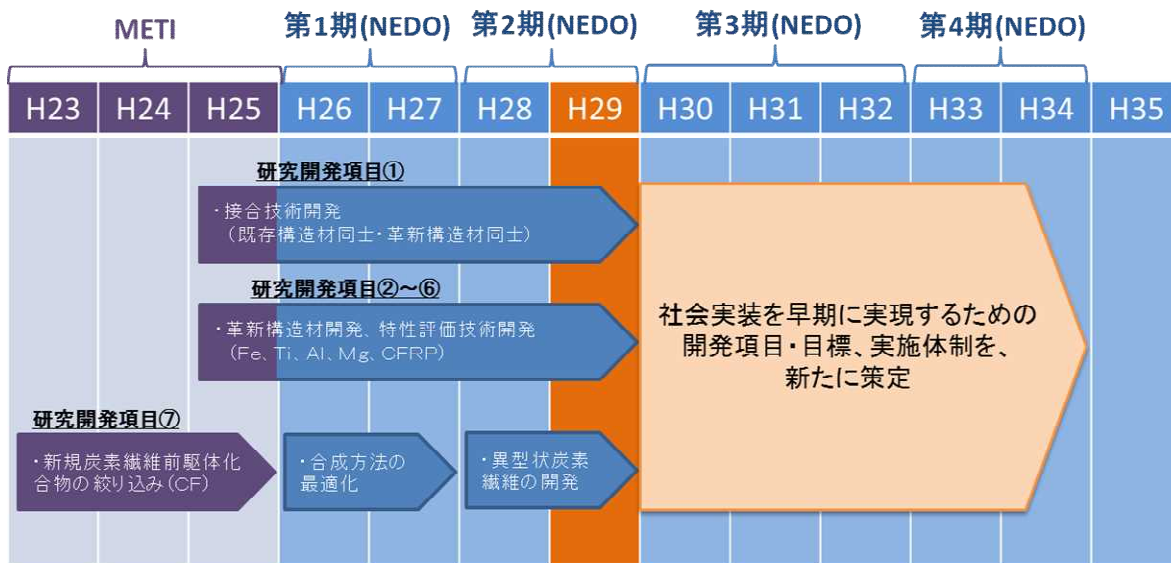 METI
第1期(NEDO)
第2期(NEDO)
第3期(NEDO)
第4期(NEDO)
H23 H24 H25 H26 H27 H28 H29 H30 H31 H32 H33 H34 H35
研究開発項目①
・接合技術開発
（既存構造材同士・革新構造材同士）
研究開発項目②～⑥
・革新構造材開発、特性評価技術開発
（Fe、Ti、Al、Mg、CFRP）
研究開発項目⑦
・新規炭素繊維前駆体化
合物の絞り込み（CF）
・合成方法の
最適化
・異型状炭素
繊維の開発
社会実装を早期に実現するための
開発項目・目標、実施体制を、
新たに策定